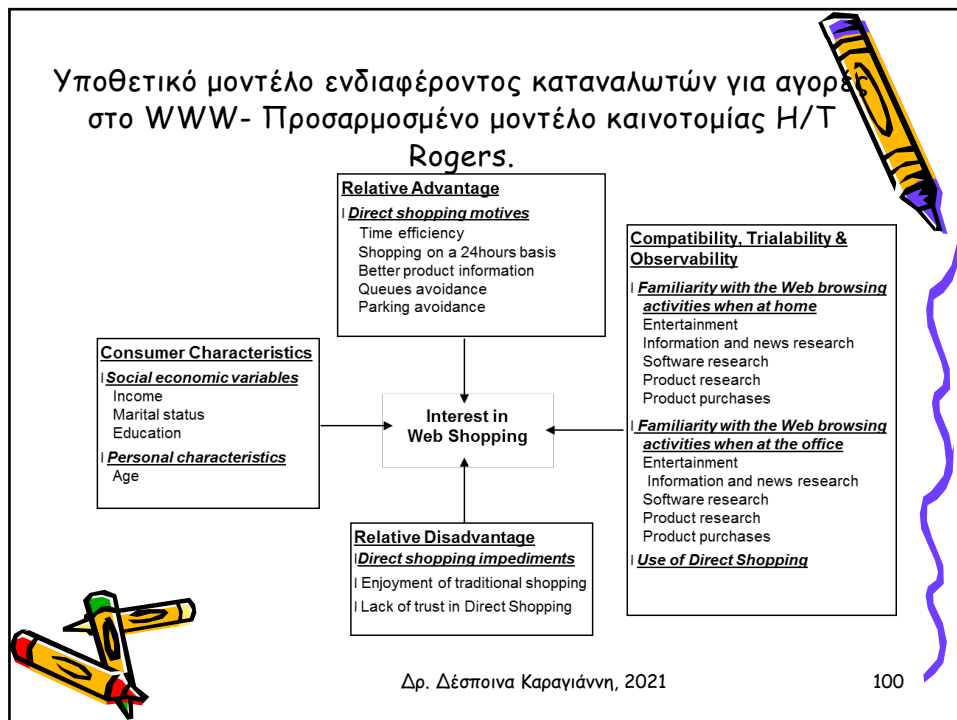 Υποθετικό μοντέλο ενδιαφέροντος καταναλωτών για αγορές
στο WWW- Προσαρμοσμένο μοντέλο καινοτομίας Η/Τ
Rogers.
Relative Advantage
l Direct shopping motives
Time efficiency
Shopping on a 24hours basis
Better product information
Queues avoidance
Parking avoidance
Consumer Characteristics
l Social economic variables
Income
Marital status
Education
l Personal characteristics
Age
Interest in
Web Shopping
Compatibility, Trialability &
Observability
l Familiarity with the Web browsing
activities when at home
Entertainment
Information and news research
Software research
Product research
Product purchases
l Familiarity with the Web browsing
activities when at the office
Entertainment
Information and news research
Software research
Product research
Product purchases
l Use of Direct Shopping
Relative Disadvantage
l Direct shopping impediments
l Enjoyment of traditional shopping
l Lack of trust in Direct Shopping
Δρ. Δέσποινα Καραγιάννη, 2021
100